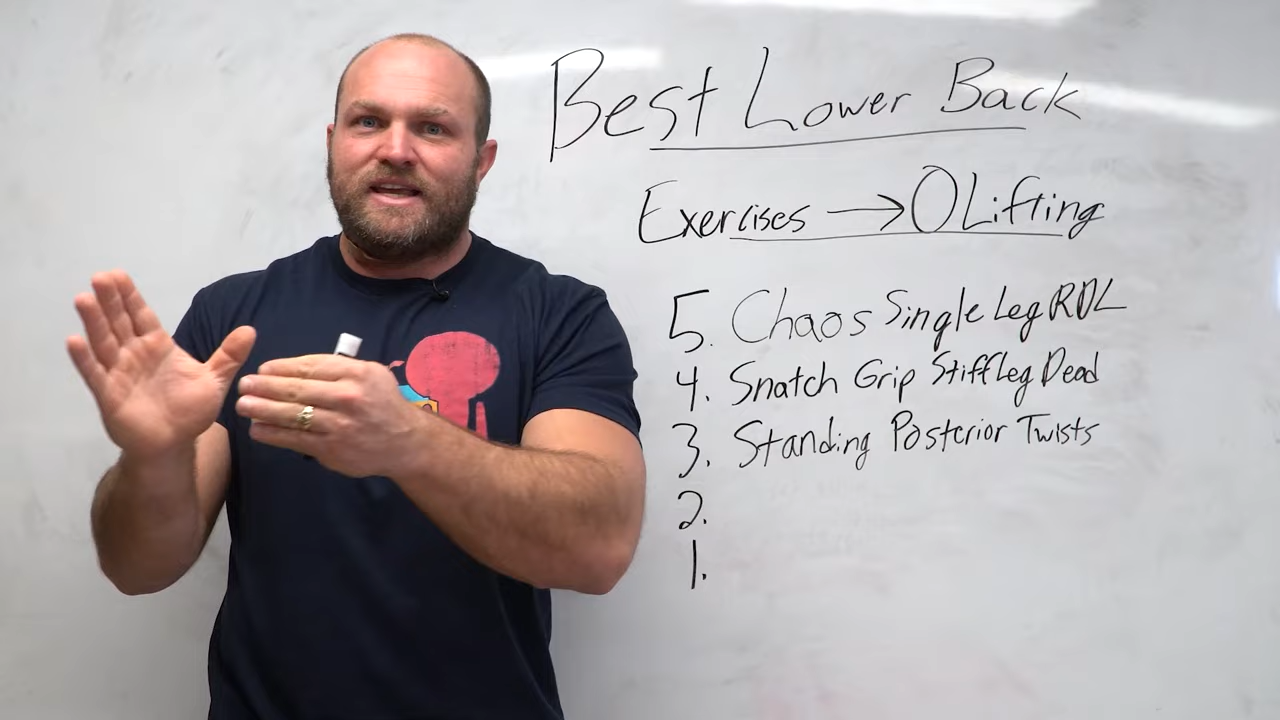 Best Lower Back
Exercises → OLifting
5. Chaos Single Leg RDL
4. Snatch Grip Stiff Leg Dead
3. Standing Posterior Twists
2.
1.